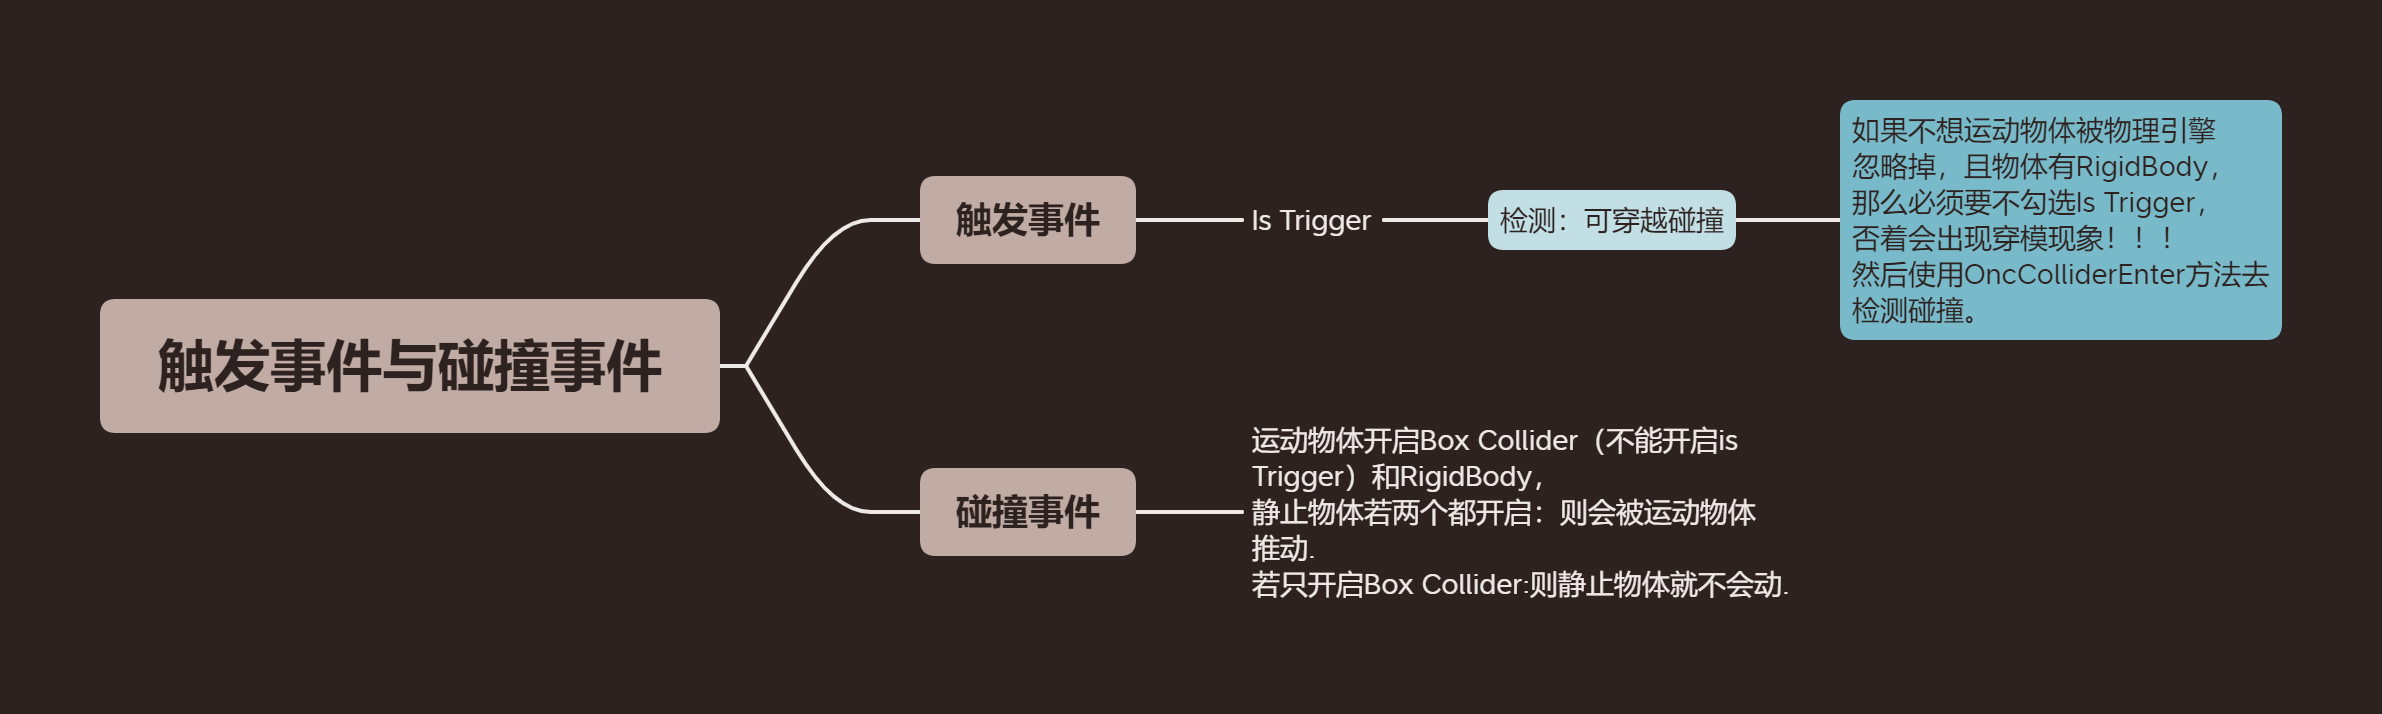 触发事件与碰撞事件
触发事件
Is Trigger
检测：可穿越碰撞
如果不想运动物体被物理引擎
忽略掉，且物体有RigidBody，
那么必须要不勾选Is Trigger，
否着会出现穿模现象！！！
然后使用OncColliderEnter方法去
检测碰撞。
碰撞事件
运动物体开启Box Collider（不能开启is
Trigger）和RigidBody，
静止物体若两个都开启：则会被运动物体
推动.
若只开启Box Collider:则静止物体就不会动.